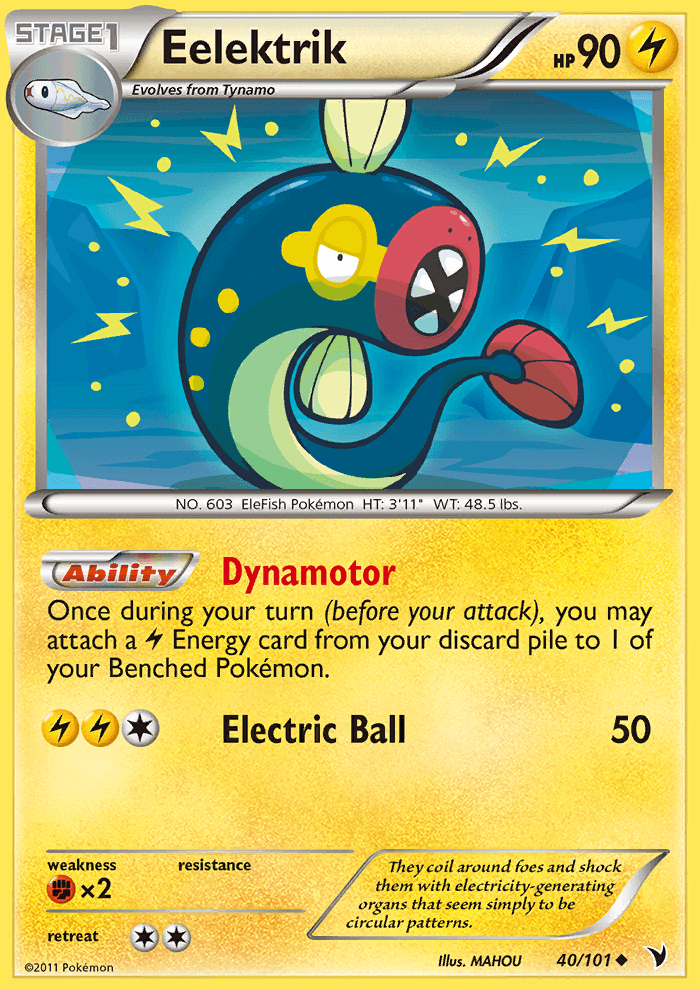 STAGE1
Eelektrik
HP 90
Evolves from Tynamo
NO. 603 EleFish Pokémon HT: 3'11" WT: 48.5 lbs.
Ability Dynamotor
Once during your turn (before your attack), you may
attach a Energy card from your discard pile to 1 of
your Benched Pokémon.
Electric Ball 50
weakness resistance
×2
retreat
They coil around foes and shock
them with electricity-generating
organs that seem simply to be
circular patterns.
©2011 Pokémon
Illus. MAHOU 40/101